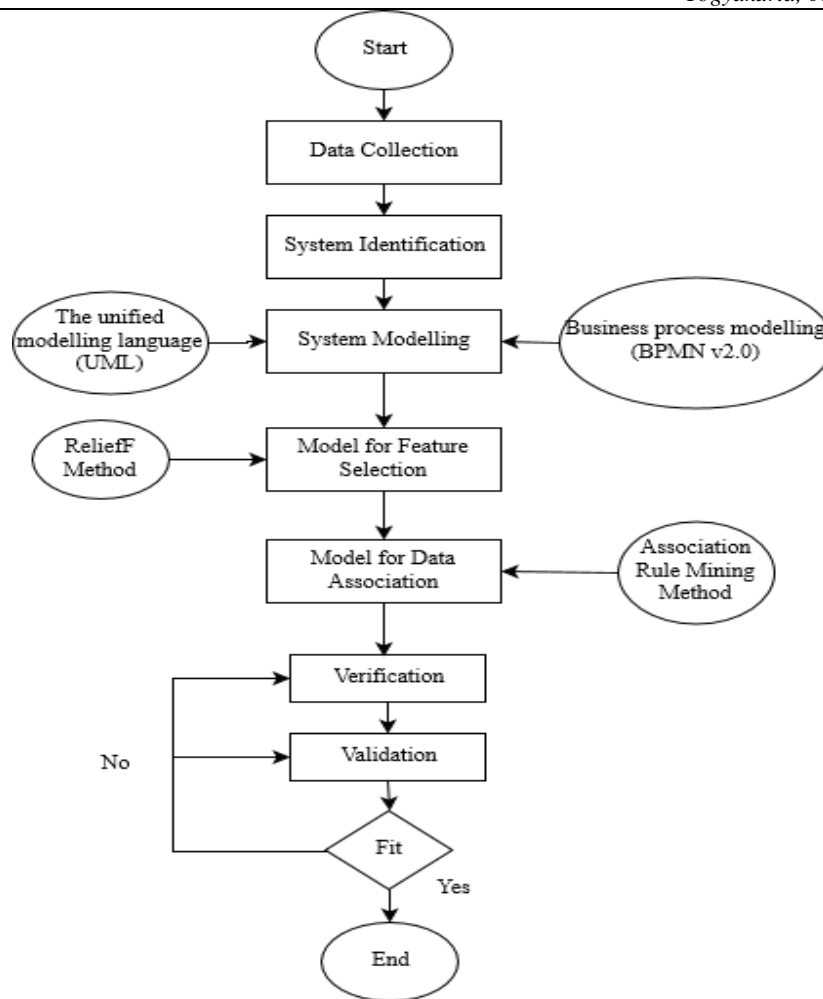 Start
Data Collection
System Identification
The unified
modelling language
(UML)
System Modelling
Business process modelling
(BPMN v2.0)
ReliefF
Method
Model for Feature
Selection
Model for Data
Association
Association
Rule Mining
Method
Verification
Validation
No
Fit
Yes
End